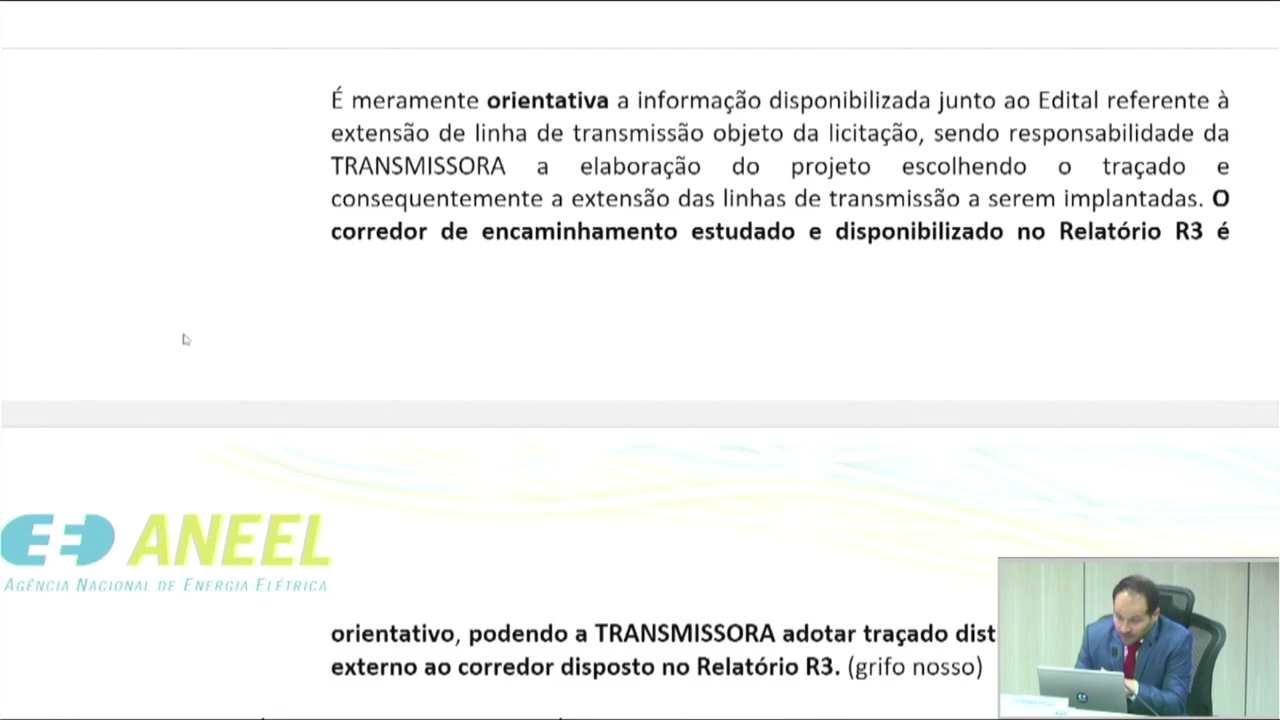 É meramente orientativa a informação disponibilizada junto ao Edital referente à
extensão de linha de transmissão objeto da licitação, sendo responsabilidade da
TRANSMISSORA a elaboração do projeto escolhendo o traçado e
consequentemente a extensão das linhas de transmissão a serem implantadas. O
corredor de encaminhamento estudado e disponibilizado no Relatório R3 é
ANEEL
AGÊNCIA NACIONAL DE ENERGIA ELÉTRICA
orientativo, podendo a TRANSMISSORA adotar traçado dist
externo ao corredor disposto no Relatório R3. (grifo nosso)